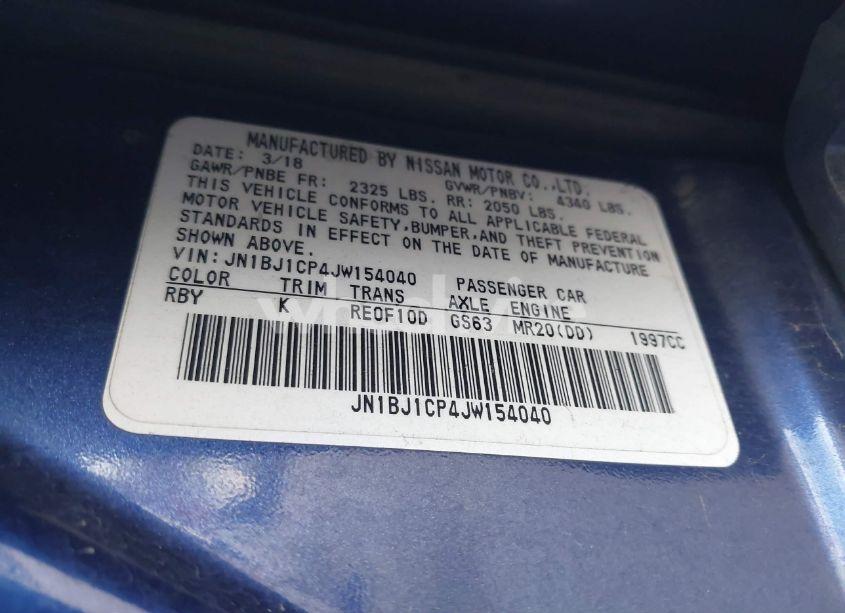 MANUFACTURED BY NISSAN MOTOR CO.,LTD.
DATE: 3/18 GVWR/PNBV: 4340 LBS.
GAWR/PNBE FR: 2325 LBS. RR: 2050 LBS.
THIS VEHICLE CONFORMS TO ALL APPLICABLE FEDERAL
MOTOR VEHICLE SAFETY,BUMPER,AND THEFT PREVENTION
STANDARDS IN EFFECT ON THE DATE OF MANUFACTURE
SHOWN ABOVE.
VIN:JN1BJ1CP4JW154040 PASSENGER CAR
COLOR TRIM TRANS AXLE ENGINE
RBY K RE0F10D GS63 MR20(DD) 1997CC
JN1BJ1CP4JW154040